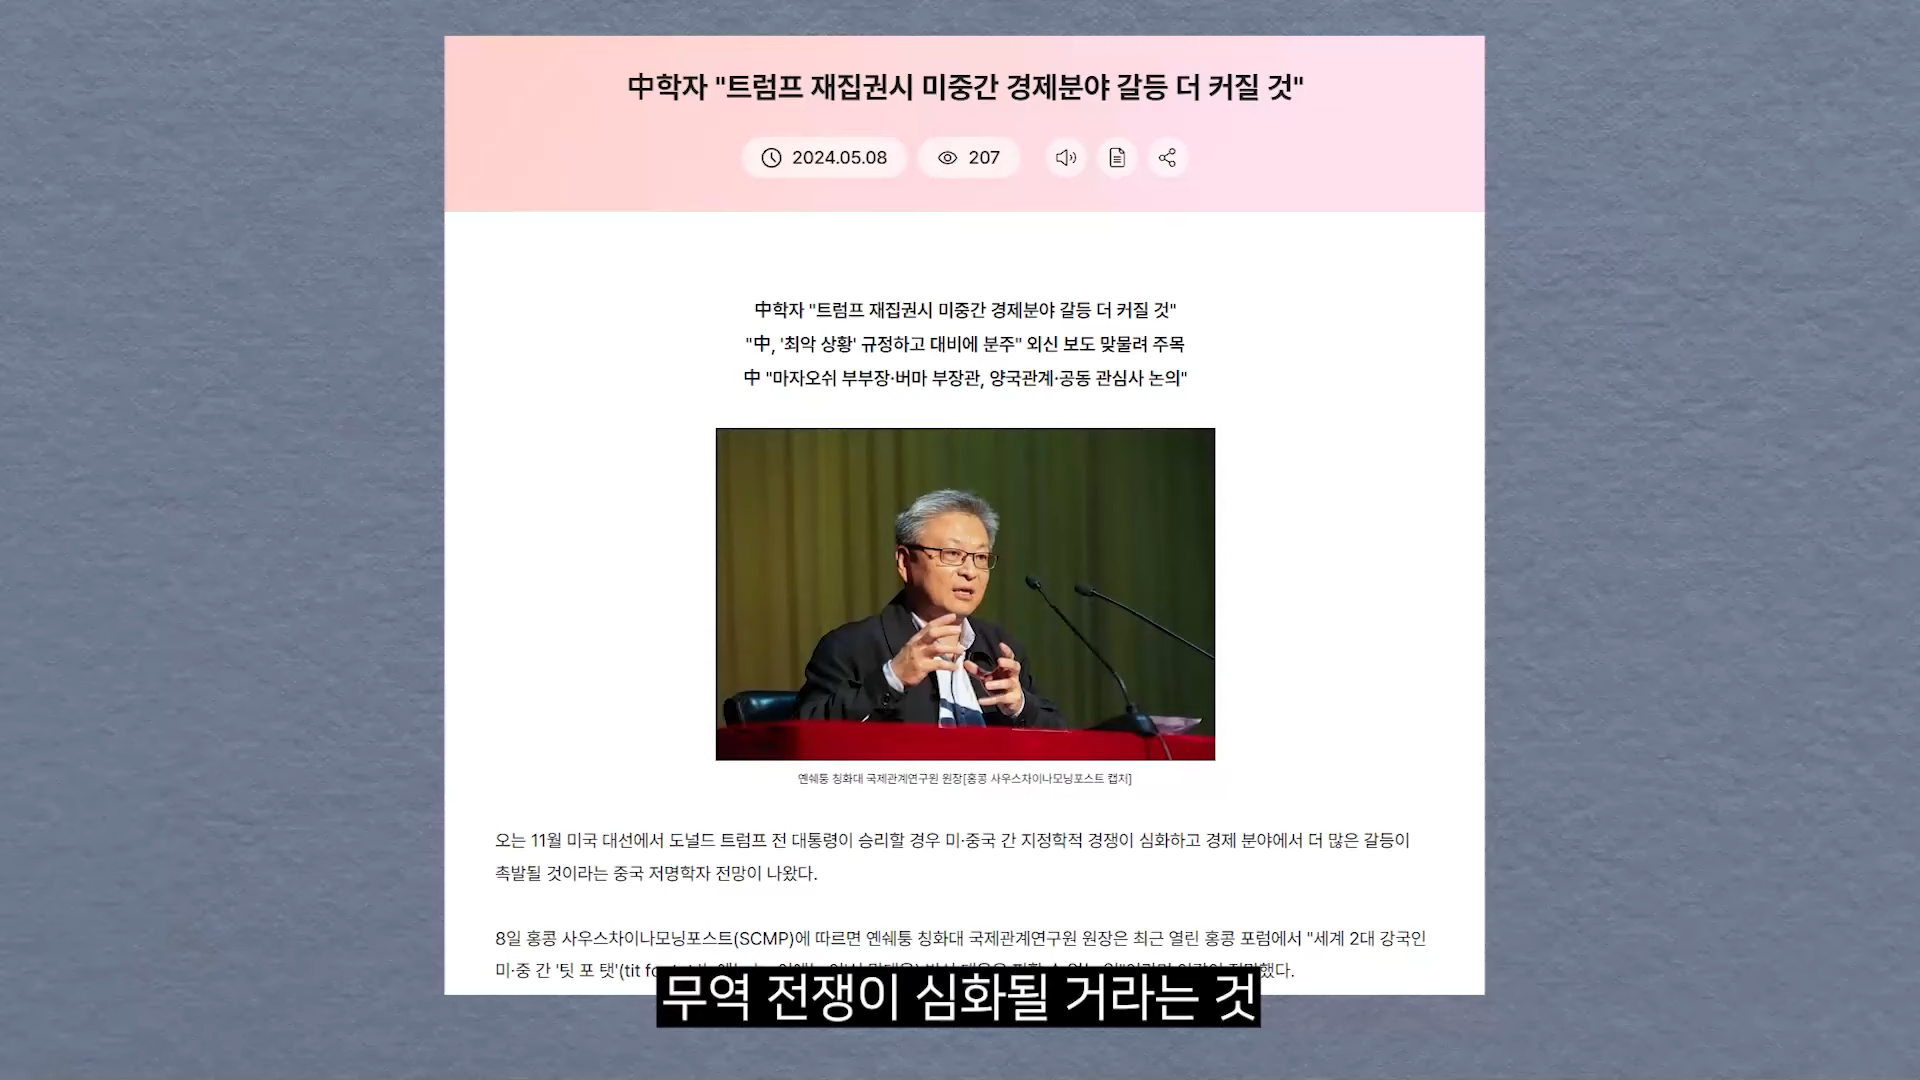 中학자 "트럼프 재집권시 미중간 경제분야 갈등 더 커질 것"
2024.05.08 207
中학자 "트럼프 재집권시 미중간 경제분야 갈등 더 커질 것"
"中, '최악 상황' 규정하고 대비에 분주" 외신 보도 맞물려 주목
中 "마자오쉬 부부장·버마 부장관, 양국관계·공동 관심사 논의"
옌쉐퉁 칭화대 국제관계연구원 원장[홍콩 사우스차이나모닝포스트 캡처]
오는 11월 미국 대선에서 도널드 트럼프 전 대통령이 승리할 경우 미·중국 간 지정학적 경쟁이 심화하고 경제 분야에서 더 많은 갈등이
촉발될 것이라는 중국 저명학자 전망이 나왔다.
8일 홍콩 사우스차이나모닝포스트(SCMP)에 따르면 옌쉐퉁 칭화대 국제관계연구원 원장은 최근 열린 홍콩 포럼에서 "세계 2대 강국인
미·중 간 '팃 포 탯'(tit
무역 전쟁이 심화될 거라는 것